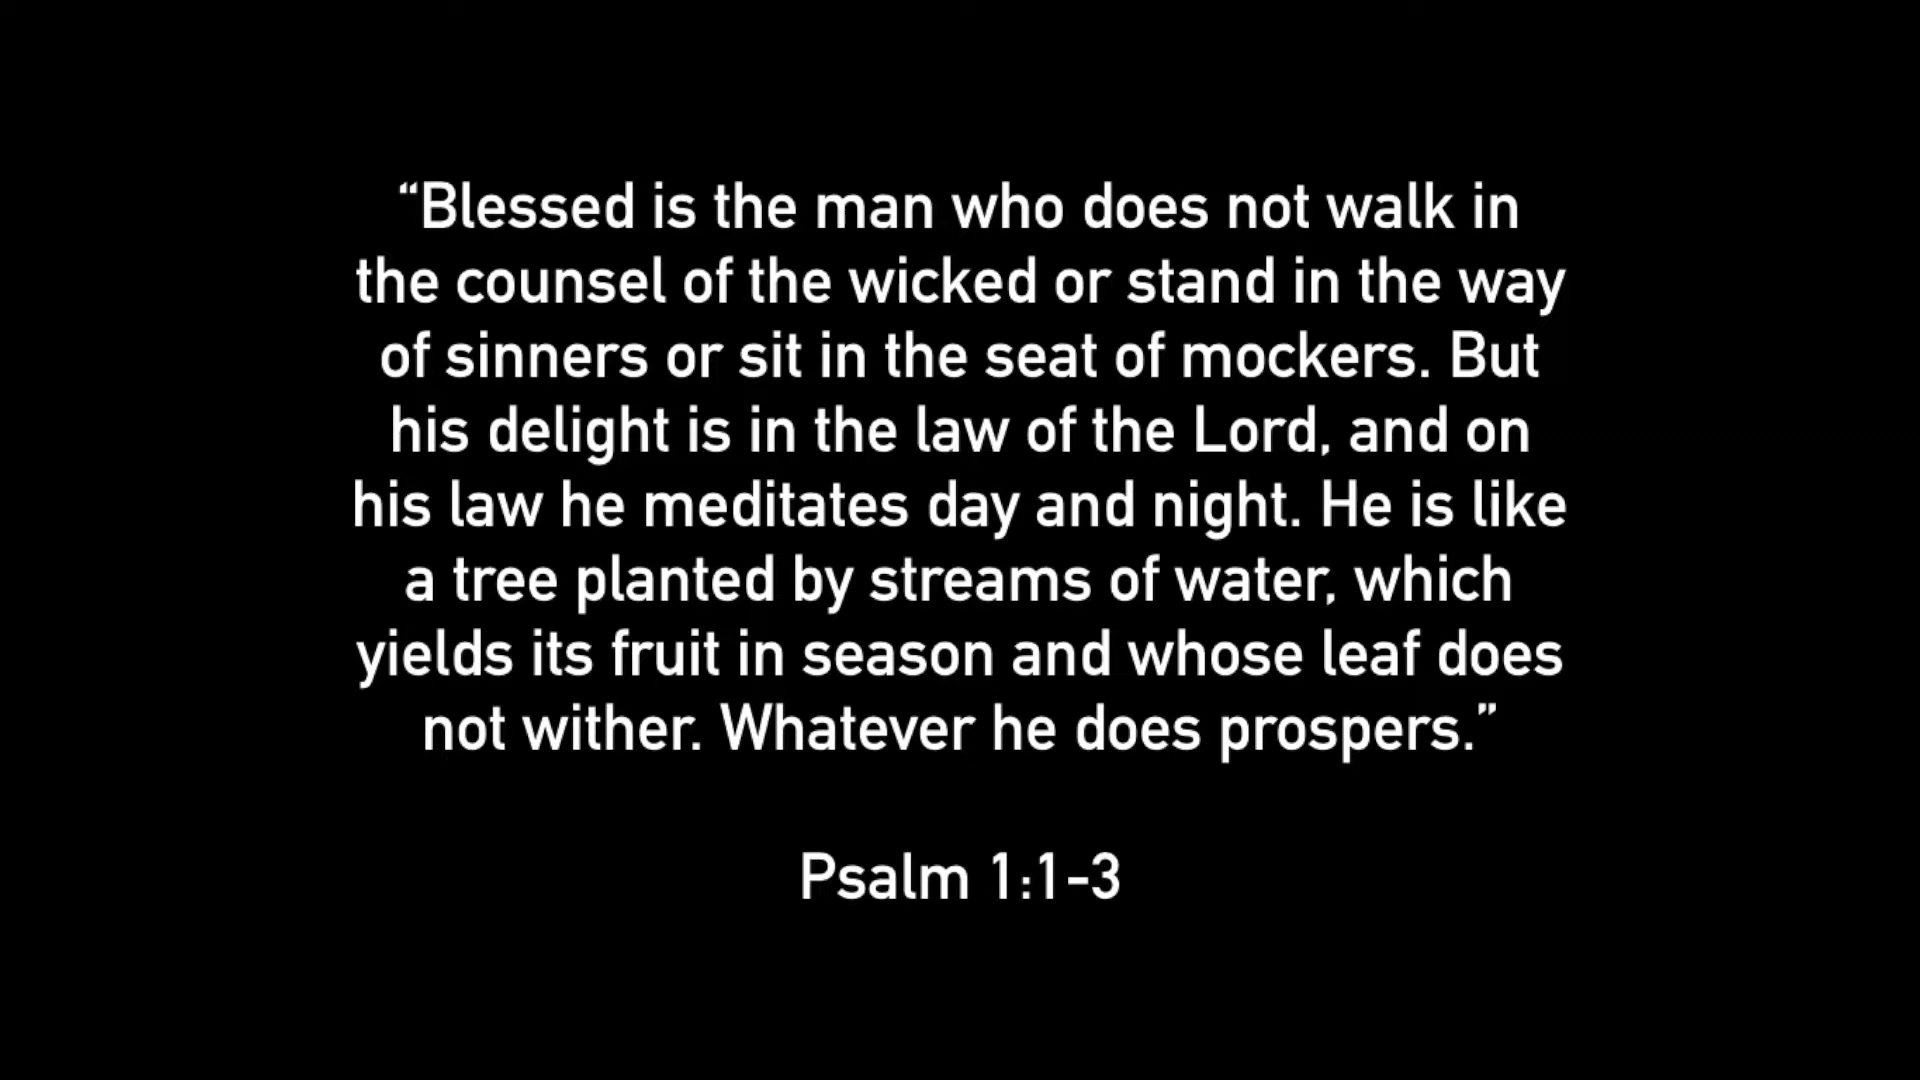 “Blessed is the man who does not walk in
the counsel of the wicked or stand in the way
of sinners or sit in the seat of mockers. But
his delight is in the law of the Lord, and on
his law he meditates day and night. He is like
a tree planted by streams of water, which
yields its fruit in season and whose leaf does
not wither. Whatever he does prospers.”
Psalm 1:1-3